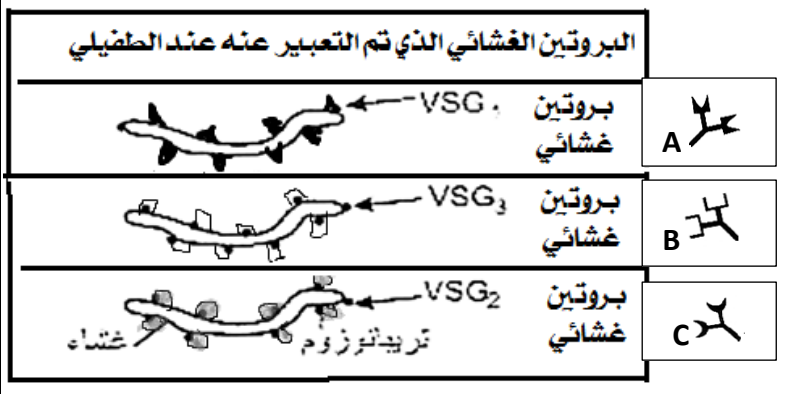 البروتين الغشائي الذي تم التعبير عنه عند الطفيلي
بروتين غشائي
VSG₁
A
بروتين غشائي
VSG₃
B
بروتين غشائي
VSG₂
C
غشاء
تريبانوزوم